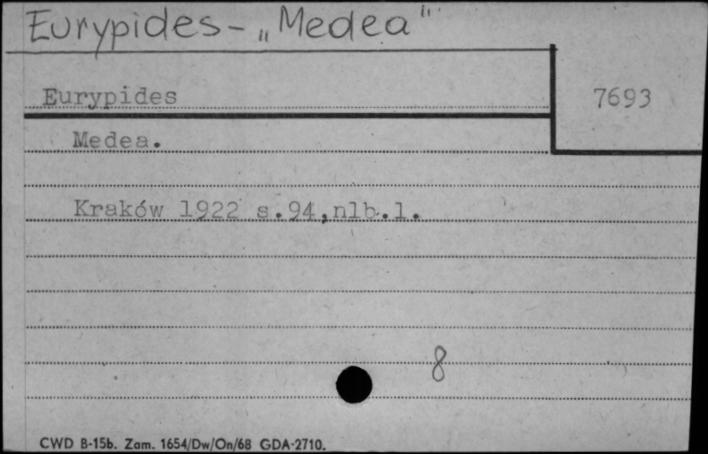 Eurypides - „Medea"
Eurypides
7693
Medea.
Kraków 1922 s.94,nlb.1.
8
CWD B-15b. Zam. 1654/Dw/On/68 GDA-2710.